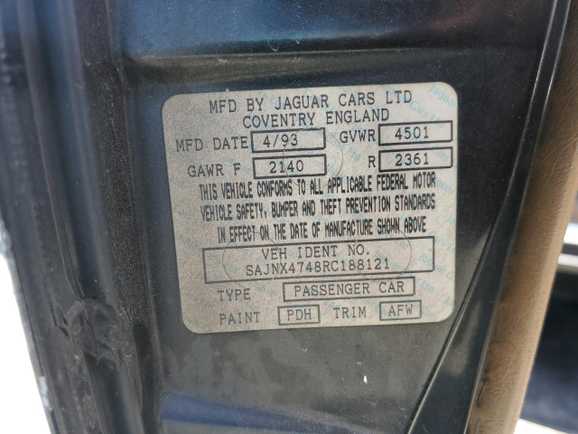 MFD BY JAGUAR CARS LTD
COVENTRY ENGLAND
MFD DATE 4/93 GVWR 4501
GAWR F 2140 R 2361
THIS VEHICLE CONFORMS TO ALL APPLICABLE FEDERAL MOTOR
VEHICLE SAFETY, BUMPER AND THEFT PREVENTION STANDARDS
IN EFFECT ON THE DATE OF MANUFACTURE SHOWN ABOVE
VEH IDENT NO.
SAJNX4748RC188121
TYPE PASSENGER CAR
PAINT PDH TRIM AFW